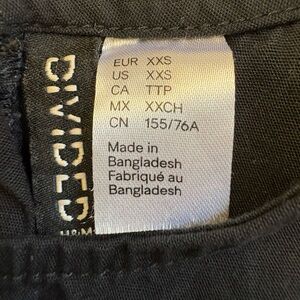 DIVIDED
H&M
EUR XXS
US XXS
CA TTP
MX XXCH
CN 155/76A
Made in
Bangladesh
Fabriqué au
Bangladesh